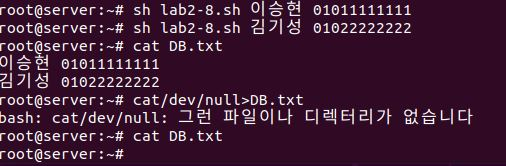 root@server:~# sh lab2-8.sh 이승현 01011111111
root@server:~# sh lab2-8.sh 김기성 01022222222
root@server:~# cat DB.txt
이승현 01011111111
김기성 01022222222
root@server:~# cat/dev/null>DB.txt
bash: cat/dev/null: 그런 파일이나 디렉터리가 없습니다
root@server:~# cat DB.txt
root@server:~#